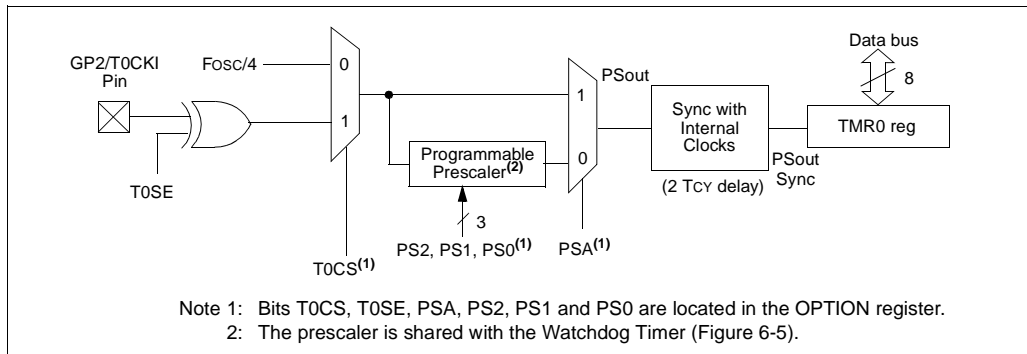 GP2/T0CKI
Pin
FOSC/4
0
1
T0SE
T0CS(1)
Programmable
Prescaler(2)
3
PS2, PS1, PS0(1)
1
0
PSA(1)
PSout
Sync with
Internal
Clocks
(2 TCY delay)
PSout
Sync
Data bus
8
TMR0 reg
Note 1: Bits T0CS, T0SE, PSA, PS2, PS1 and PS0 are located in the OPTION register.
2: The prescaler is shared with the Watchdog Timer (Figure 6-5).